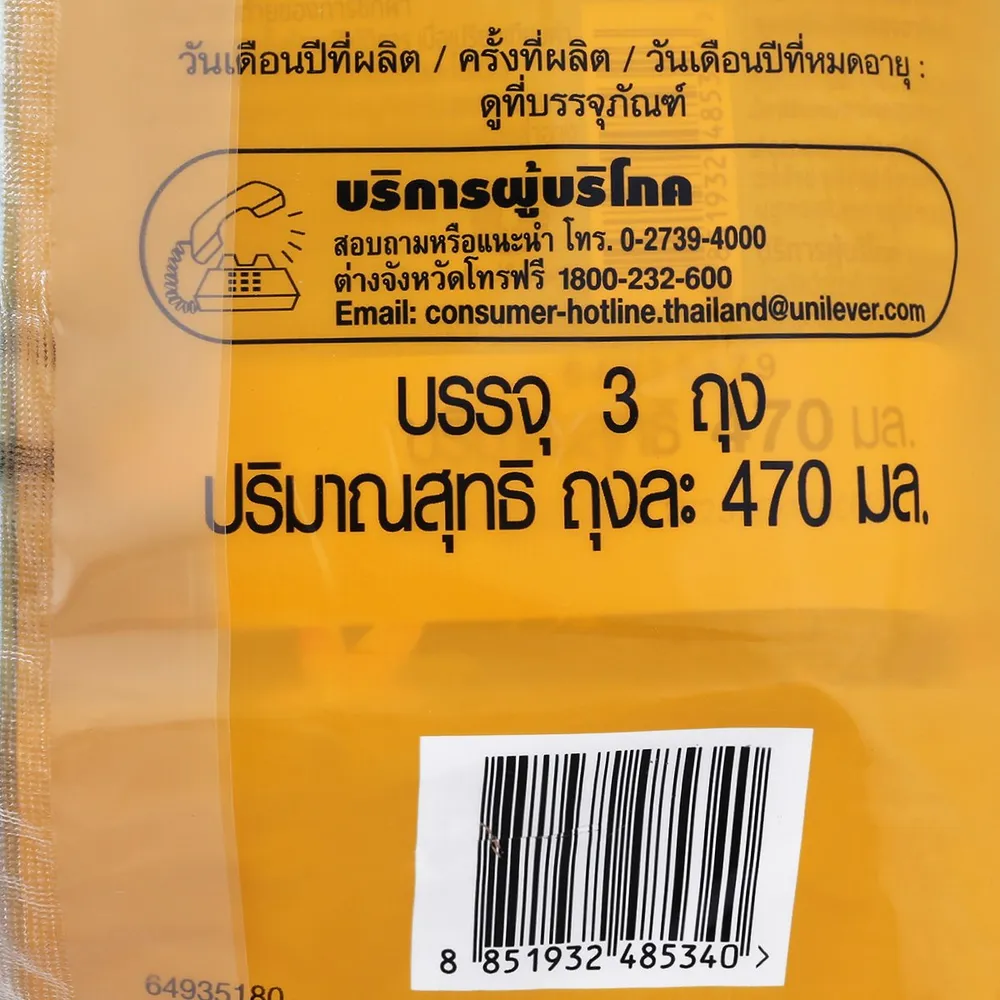 วันเดือนปีที่ผลิต / ครั้งที่ผลิต / วันเดือนปีที่หมดอายุ :
ดูที่บรรจุภัณฑ์
บริการผู้บริโภค
สอบถามหรือแนะนำ โทร. 0-2739-4000
ต่างจังหวัดโทรฟรี 1800-232-600
Email: consumer-hotline.thailand@unilever.com
บรรจุ 3 ถุง
ปริมาณสุทธิ ถุงละ 470 มล.
8 851932 485340 >
64935180